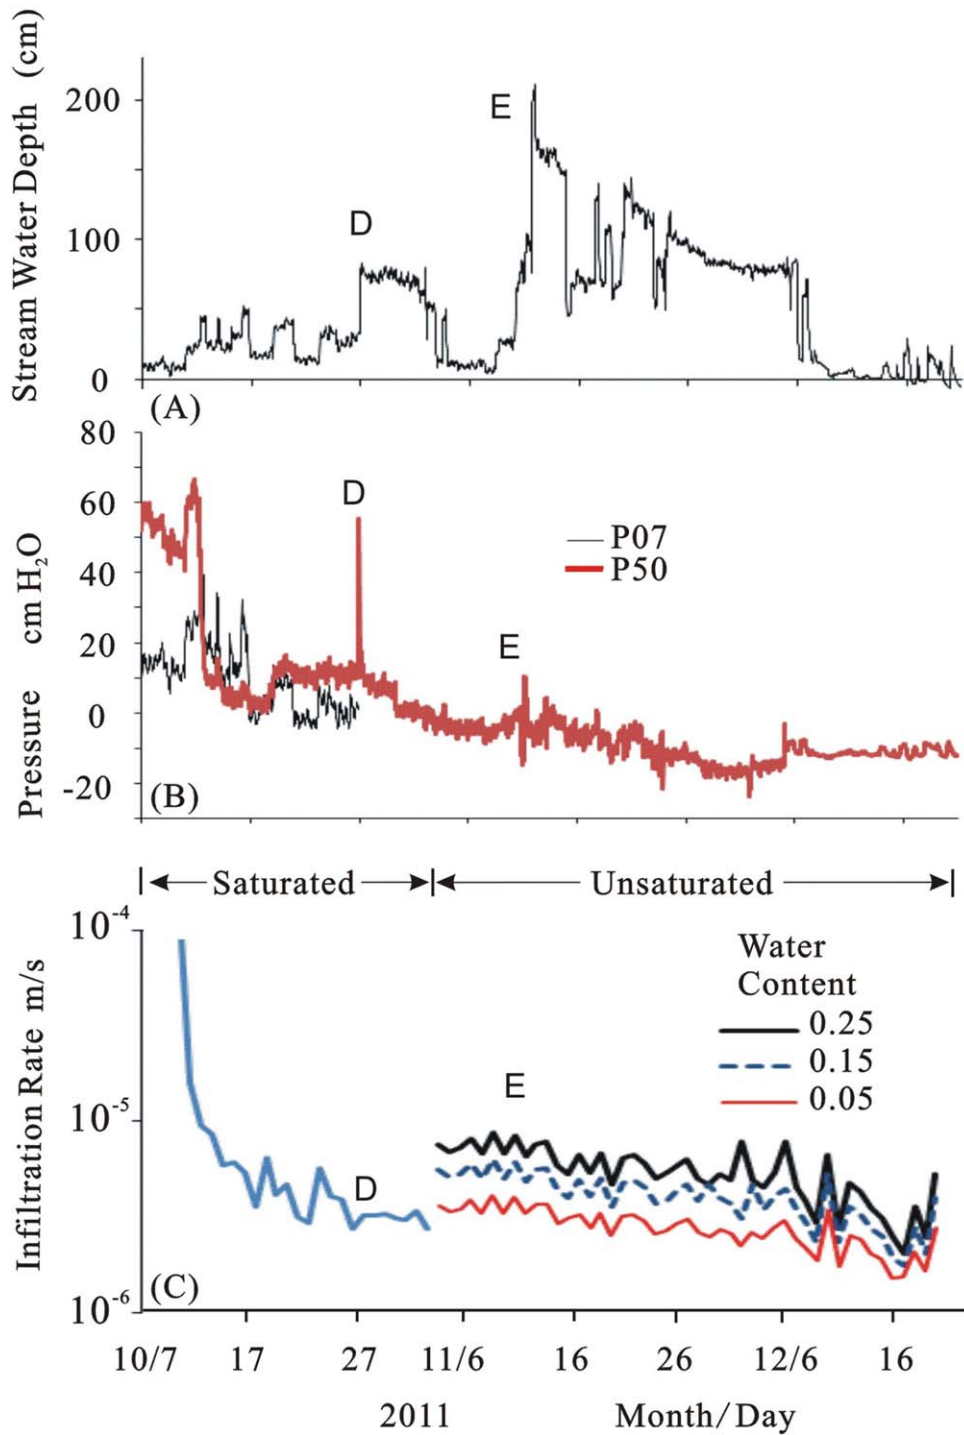 Stream Water Depth (cm)
200
100
0
E
D
(A)
Pressure cm H₂O
80
60
40
20
0
-20
D
P07
P50
E
(B)
Saturated
Unsaturated
Infiltration Rate m/s
10⁻⁴
10⁻⁵
10⁻⁶
Water
Content
0.25
0.15
0.05
E
D
(C)
10/7 17 27 11/6 16 26 12/6 16
2011 Month/Day